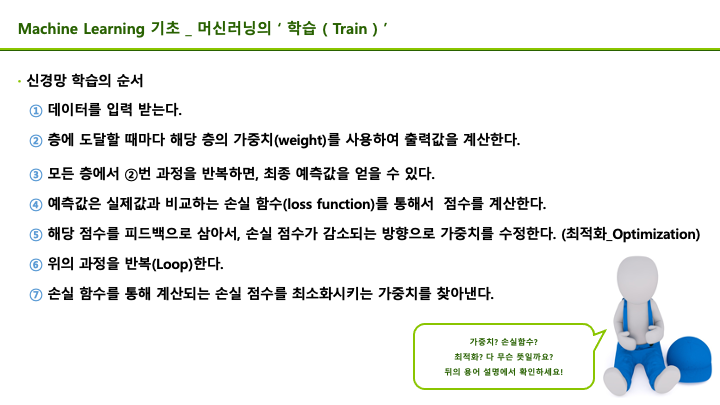 Machine Learning 기초 _ 머신러닝의 ‘ 학습 ( Train ) ’
· 신경망 학습의 순서
① 데이터를 입력 받는다.
② 층에 도달할 때마다 해당 층의 가중치(weight)를 사용하여 출력값을 계산한다.
③ 모든 층에서 ②번 과정을 반복하면, 최종 예측값을 얻을 수 있다.
④ 예측값은 실제값과 비교하는 손실 함수(loss function)를 통해서 점수를 계산한다.
⑤ 해당 점수를 피드백으로 삼아서, 손실 점수가 감소되는 방향으로 가중치를 수정한다. (최적화_Optimization)
⑥ 위의 과정을 반복(Loop)한다.
⑦ 손실 함수를 통해 계산되는 손실 점수를 최소화시키는 가중치를 찾아낸다.
가중치? 손실함수?
최적화? 다 무슨 뜻일까요?
뒤의 용어 설명에서 확인하세요!